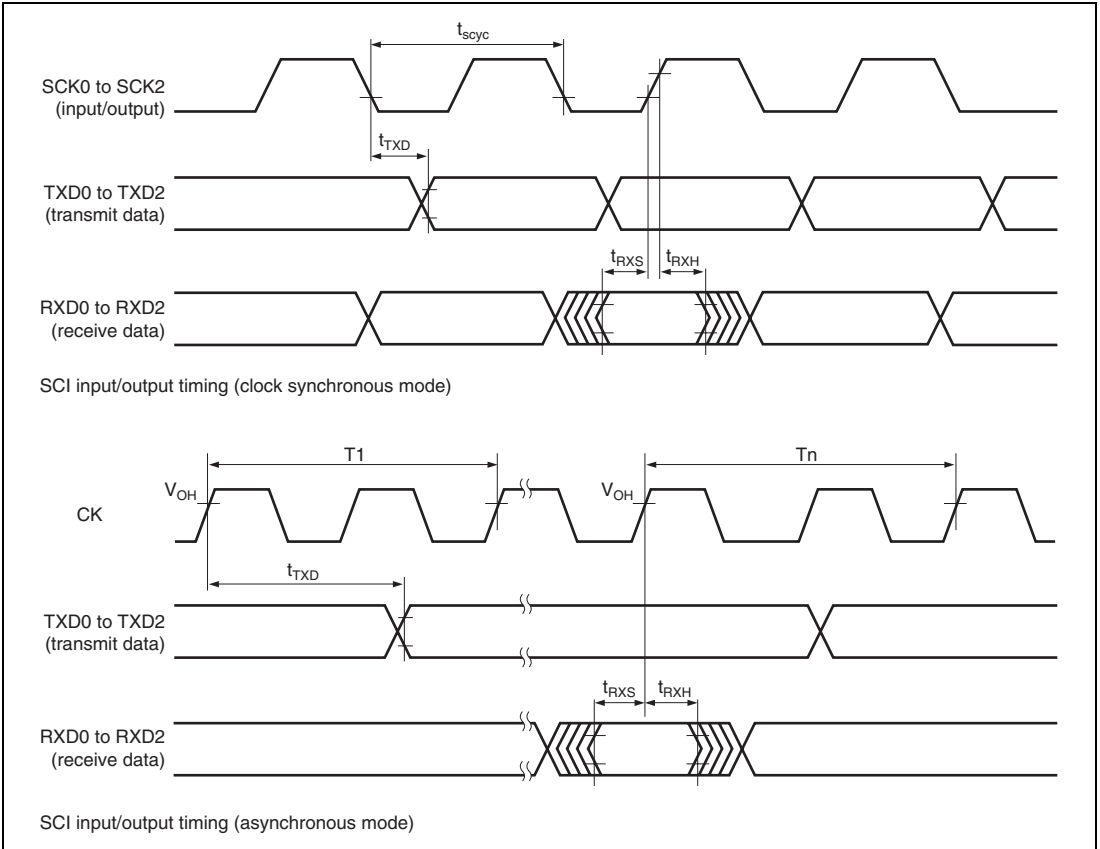 tscyc
SCK0 to SCK2
(input/output)
tTXD
TXD0 to TXD2
(transmit data)
tRXS
tRXH
RXD0 to RXD2
(receive data)
SCI input/output timing (clock synchronous mode)
T1
Tn
VOH
VOH
CK
tTXD
TXD0 to TXD2
(transmit data)
tRXS
tRXH
RXD0 to RXD2
(receive data)
SCI input/output timing (asynchronous mode)